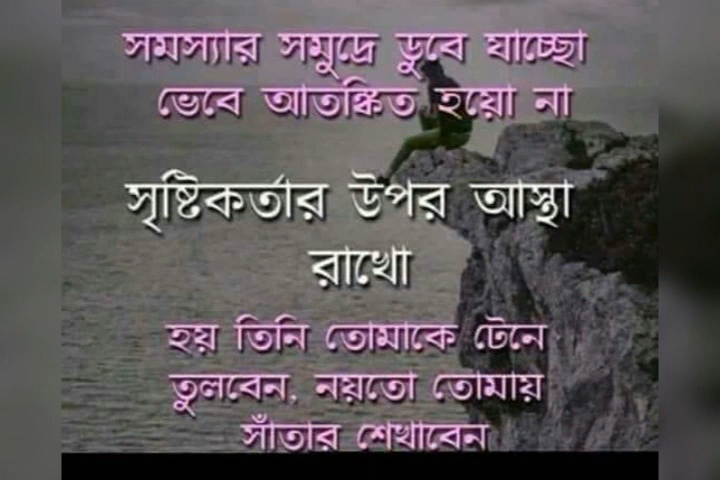 সমস্যার সমুদ্রে ডুবে যাচ্ছো
ভেবে আতঙ্কিত হয়ো না
সৃষ্টিকর্তার উপর আস্থা
রাখো
হয় তিনি তোমাকে টেনে
তুলবেন, নয়তো তোমায়
সাঁতার শেখাবেন